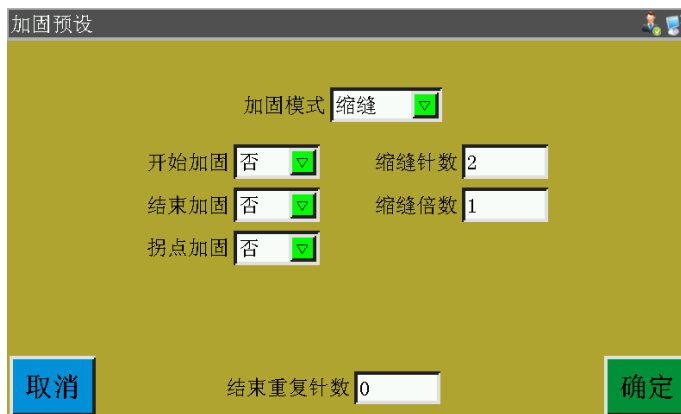 加固预设
加固模式 缩缝
开始加固 否 缩缝针数 2
结束加固 否 缩缝倍数 1
拐点加固 否
取消 结束重复针数 0 确定